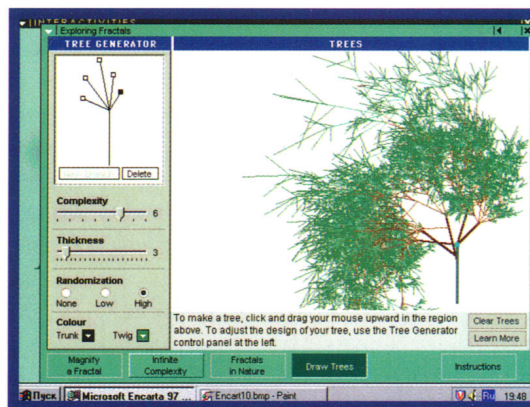 INTERACTIVITIES
Exploring Fractals
TREE GENERATOR
TREES
Delete
Complexity
6
Thickness
3
Randomization
None Low High
Colour
Trunk Twig
To make a tree, click and drag your mouse upward in the region
above. To adjust the design of your tree, use the Tree Generator
control panel at the left.
Clear Trees
Learn More
Magnify
a Fractal
Infinite
Complexity
Fractals
in Nature
Draw Trees
Instructions
Пуск
Microsoft Encarta 97 ...
Encart10.bmp - Paint
Ru
19:48